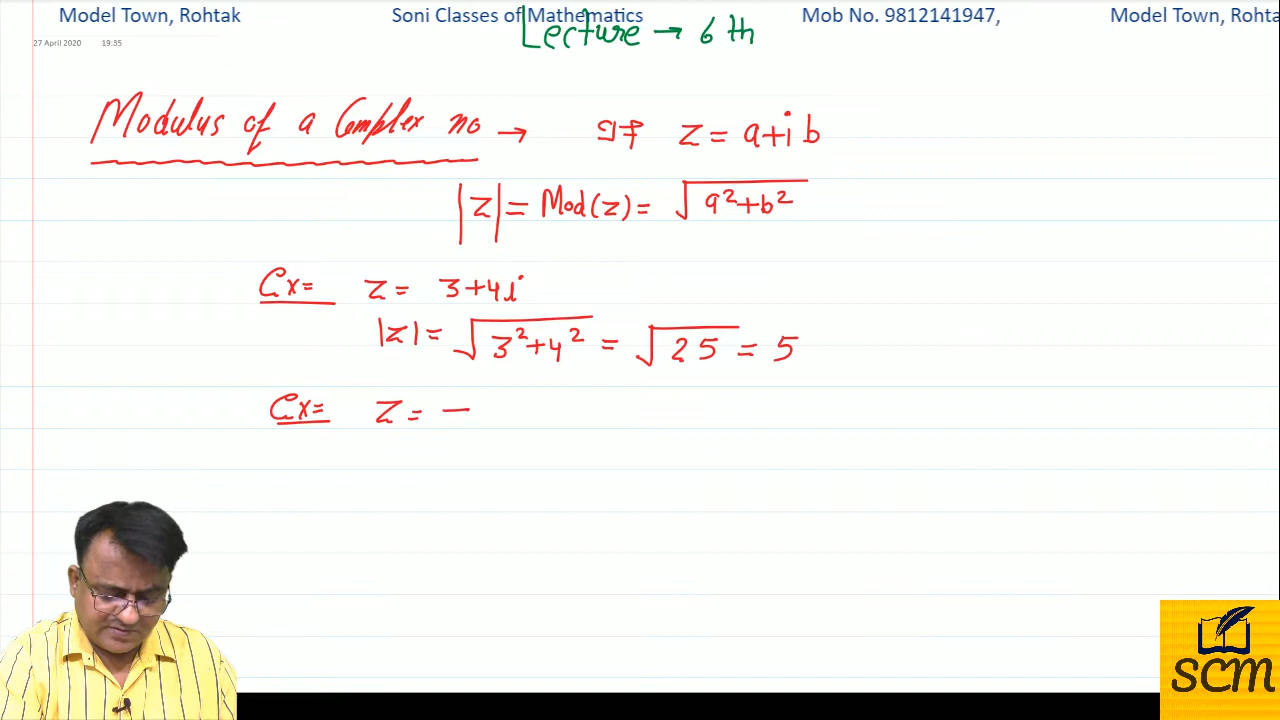 Model Town, Rohtak Soni Classes of Mathematics Mob No. 9812141947, Model Town, Rohta
Lecture → 6 th
27 April 2020 19:35
Modulus of a Complex no → z = a+ib
|z| = Mod(z) = √(a²+b²)
Ex= z = 3+4i
|z| = √(3²+4²) = √25 = 5
Ex= z = —
SCM